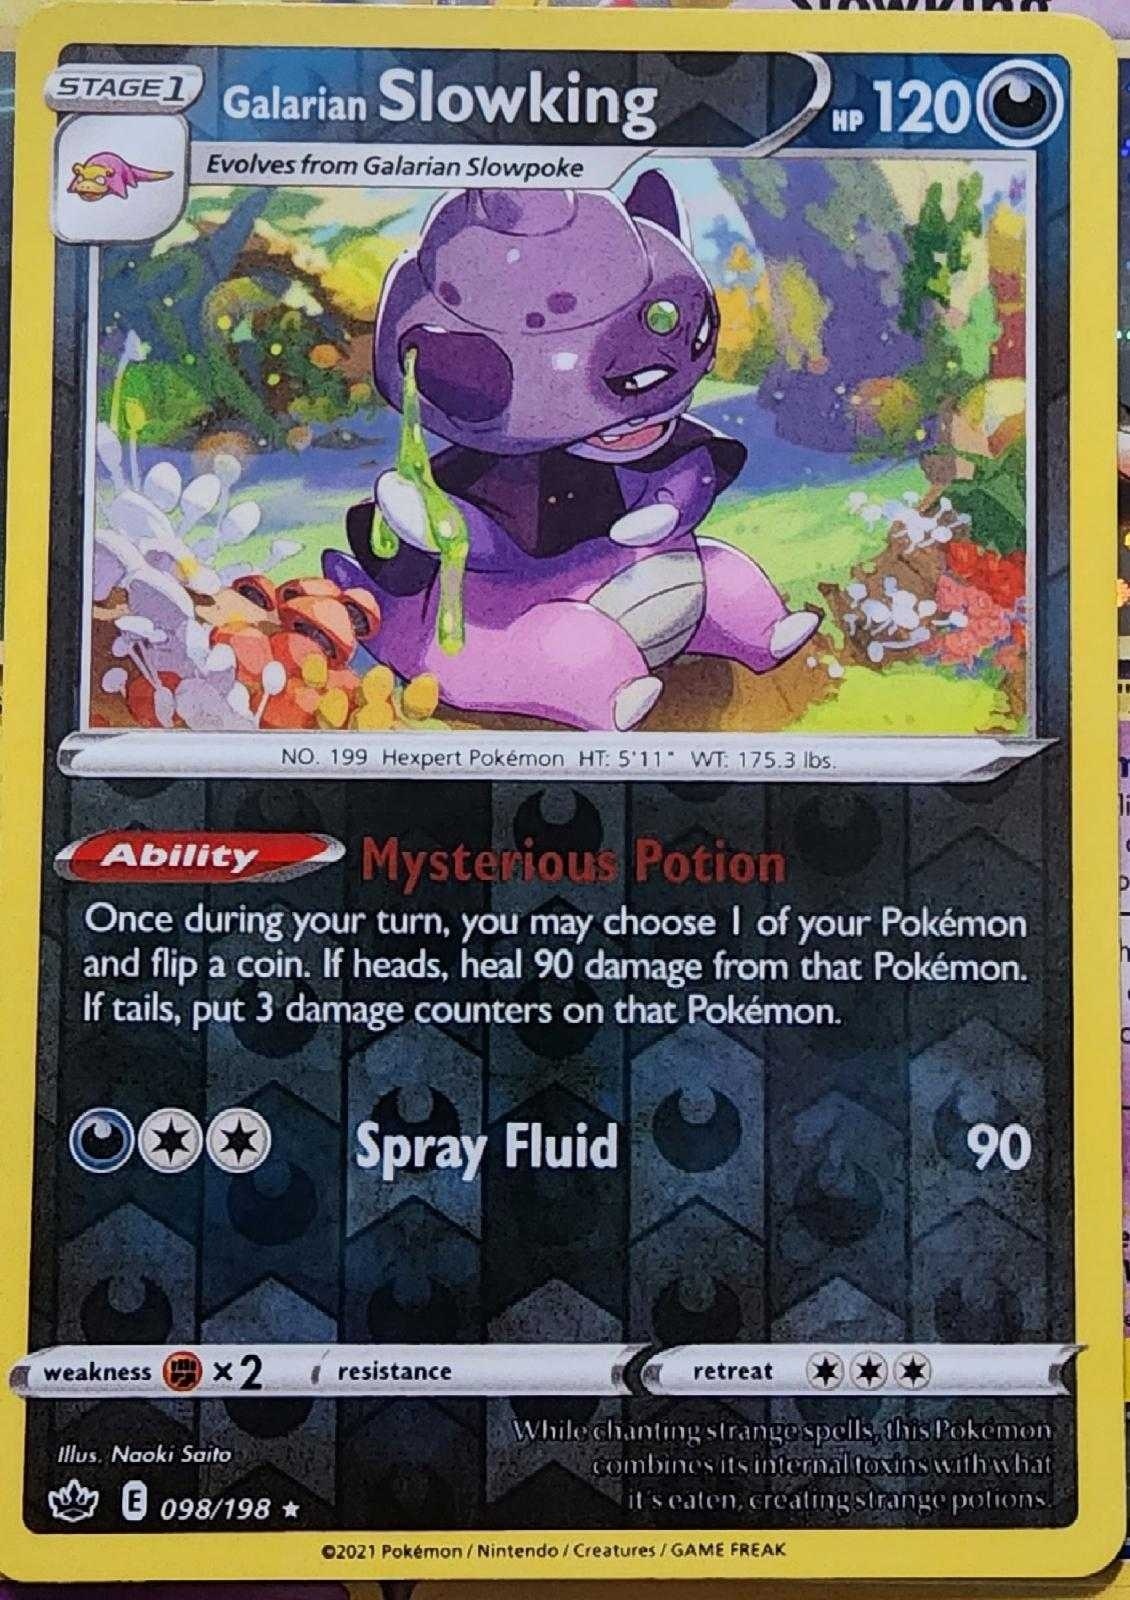 Slowking
STAGE 1
Galarian Slowking
HP 120
Evolves from Galarian Slowpoke
NO. 199 Hexpert Pokémon HT: 5'11" WT: 175.3 lbs.
Ability Mysterious Potion
Once during your turn, you may choose 1 of your Pokémon
and flip a coin. If heads, heal 90 damage from that Pokémon.
If tails, put 3 damage counters on that Pokémon.
Spray Fluid 90
weakness ×2 resistance retreat
While chanting strange spells, this Pokémon
combines its internal toxins with what
it's eaten, creating strange potions.
Illus. Naoki Saito
E 098/198 ★
©2021 Pokémon / Nintendo / Creatures / GAME FREAK